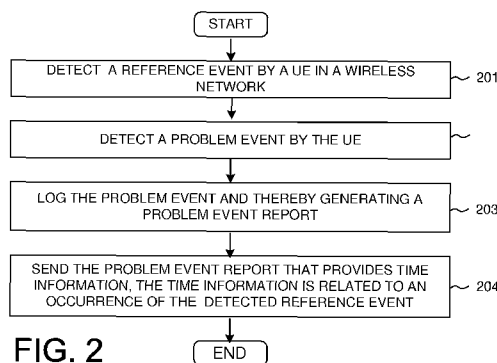 START
DETECT A REFERENCE EVENT BY A UE IN A WIRELESS
NETWORK
201
DETECT A PROBLEM EVENT BY THE UE
LOG THE PROBLEM EVENT AND THEREBY GENERATING A
PROBLEM EVENT REPORT
203
SEND THE PROBLEM EVENT REPORT THAT PROVIDES TIME
INFORMATION, THE TIME INFORMATION IS RELATED TO AN
OCCURRENCE OF THE DETECTED REFERENCE EVENT
204
FIG. 2
END